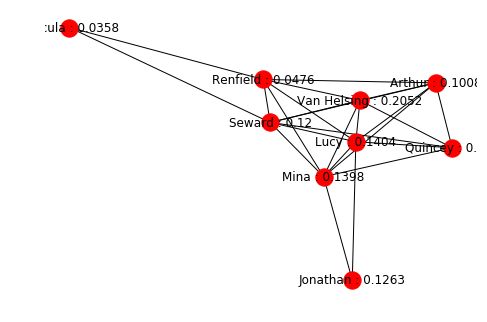 :ula : 0.0358
Renfield : 0.0476
Arthur : 0.1008
Van Helsing : 0.2052
Seward : 0.12
Lucy : 0.1404
Quincey : 0.
Mina : 0.1398
Jonathan : 0.1263